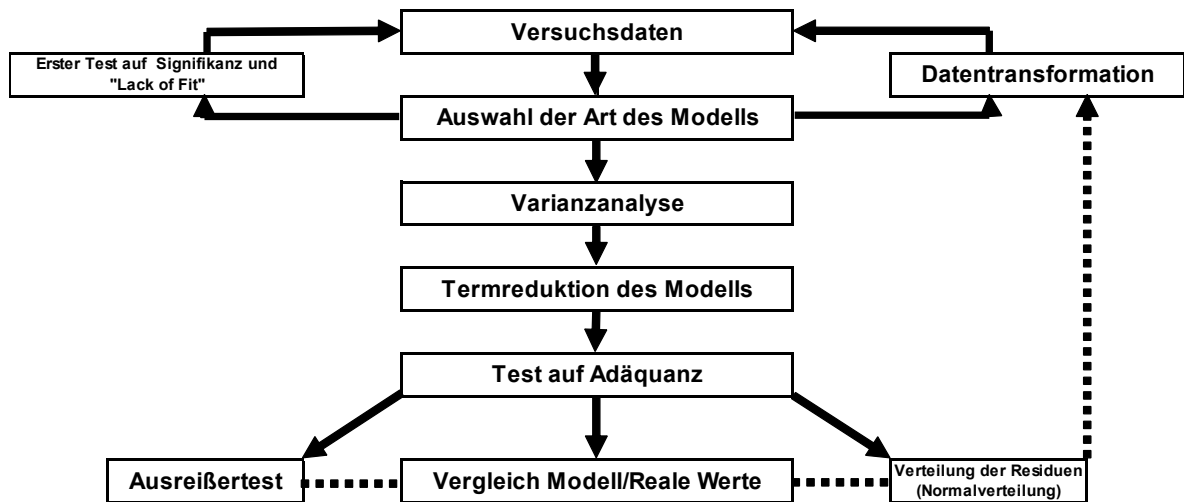 Versuchsdaten
Erster Test auf Signifikanz und
"Lack of Fit"
Datentransformation
Auswahl der Art des Modells
Varianzanalyse
Termreduktion des Modells
Test auf Adäquanz
Ausreißertest
Vergleich Modell/Reale Werte
Verteilung der Residuen
(Normalverteilung)